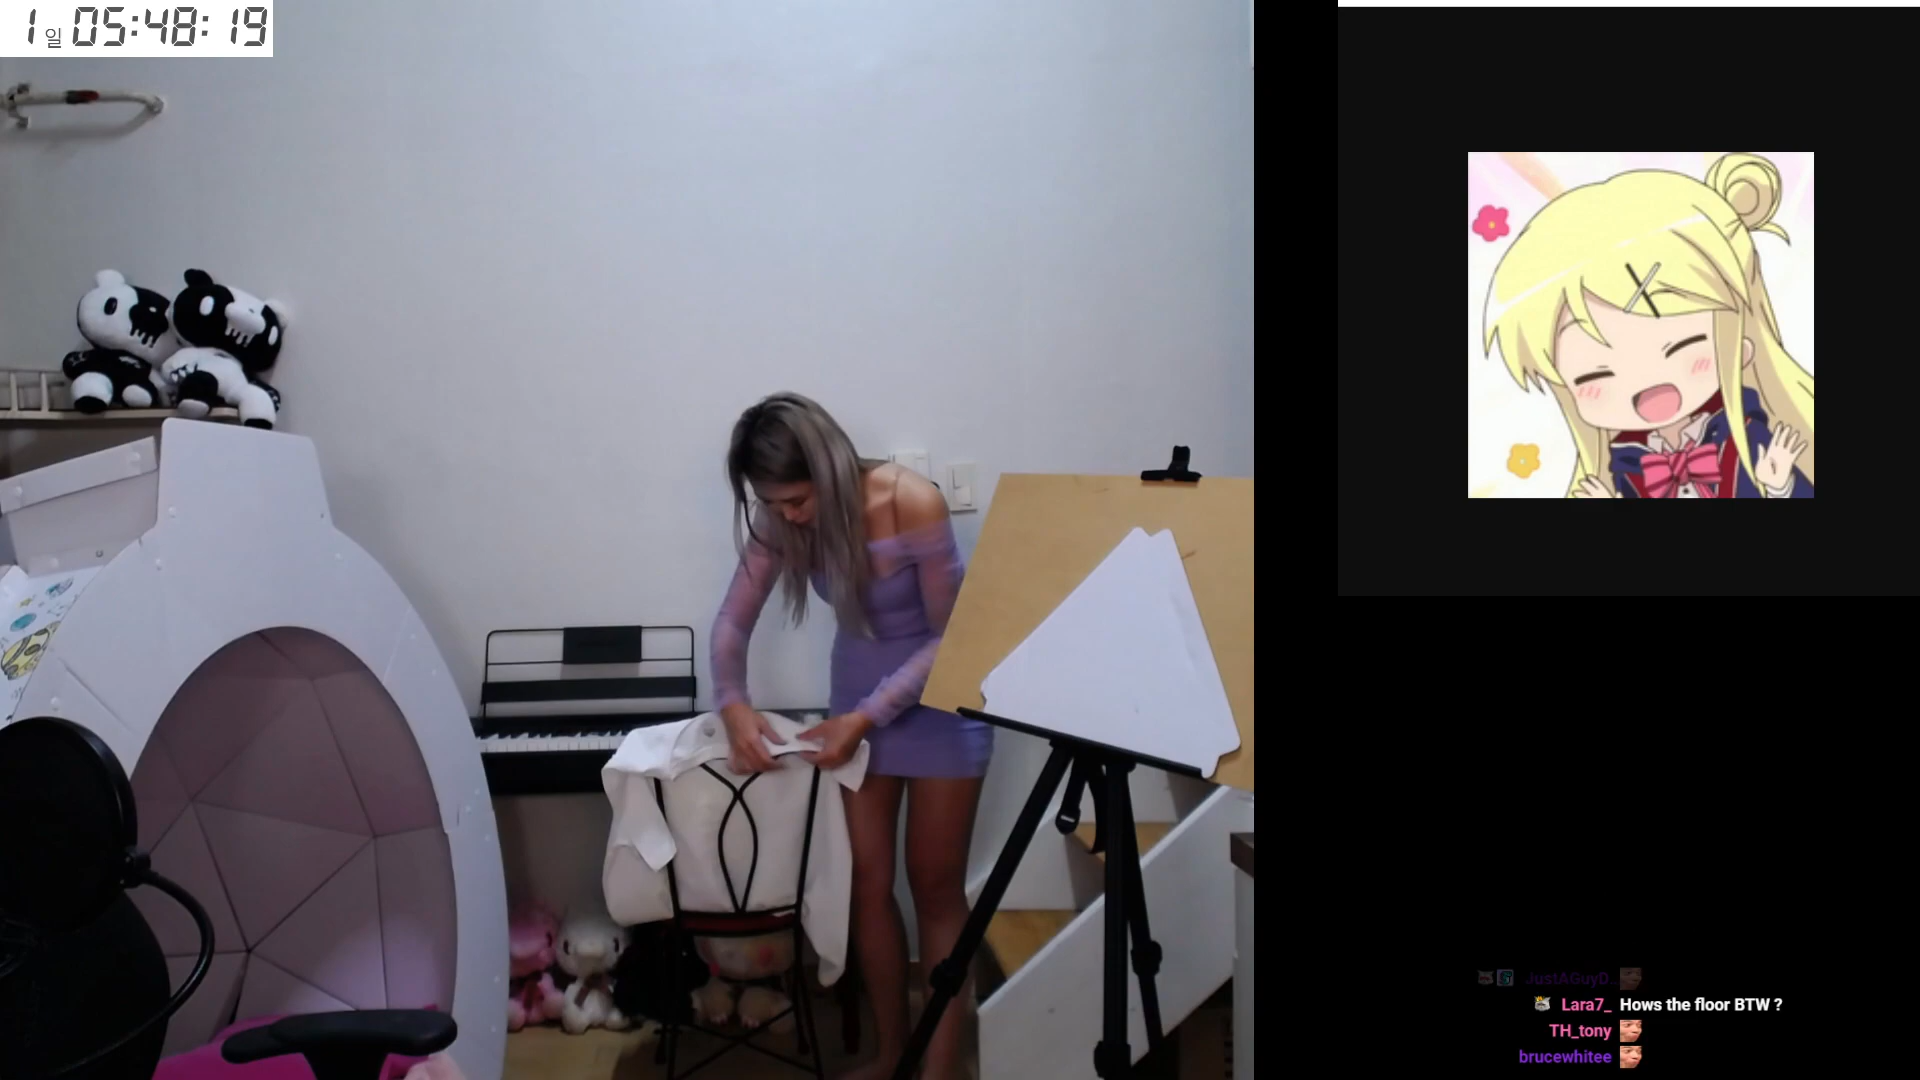 1일 05:48:19
JustAGuyD...
Lara7_ Hows the floor BTW ?
TH_tony
brucewhitee